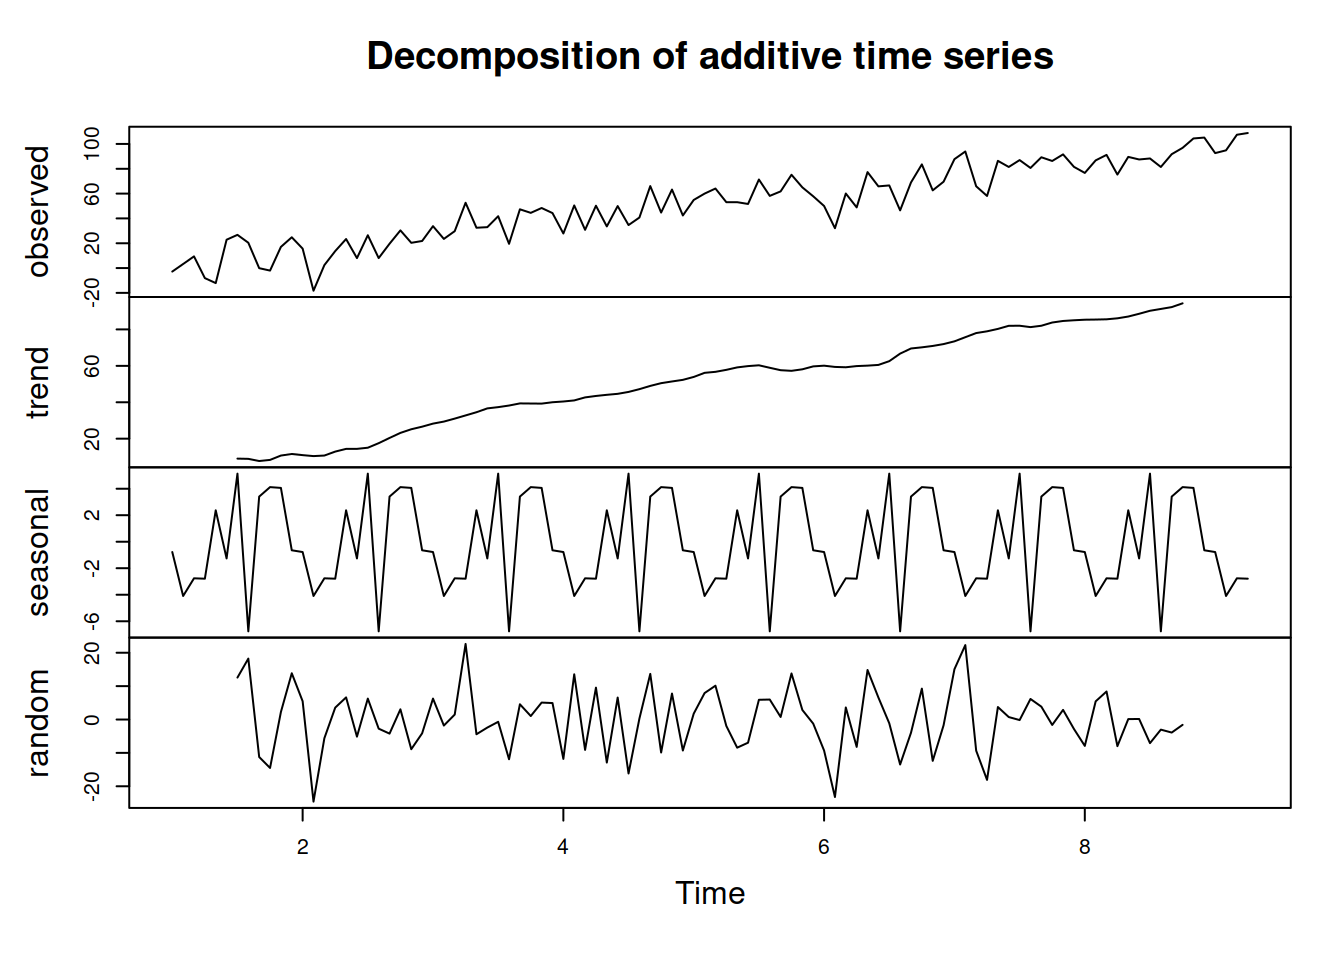 Decomposition of additive time series
observed
-20 20 60 100
trend
20 60
seasonal
-6 -2 2
random
-20 0 20
2 4 6 8
Time